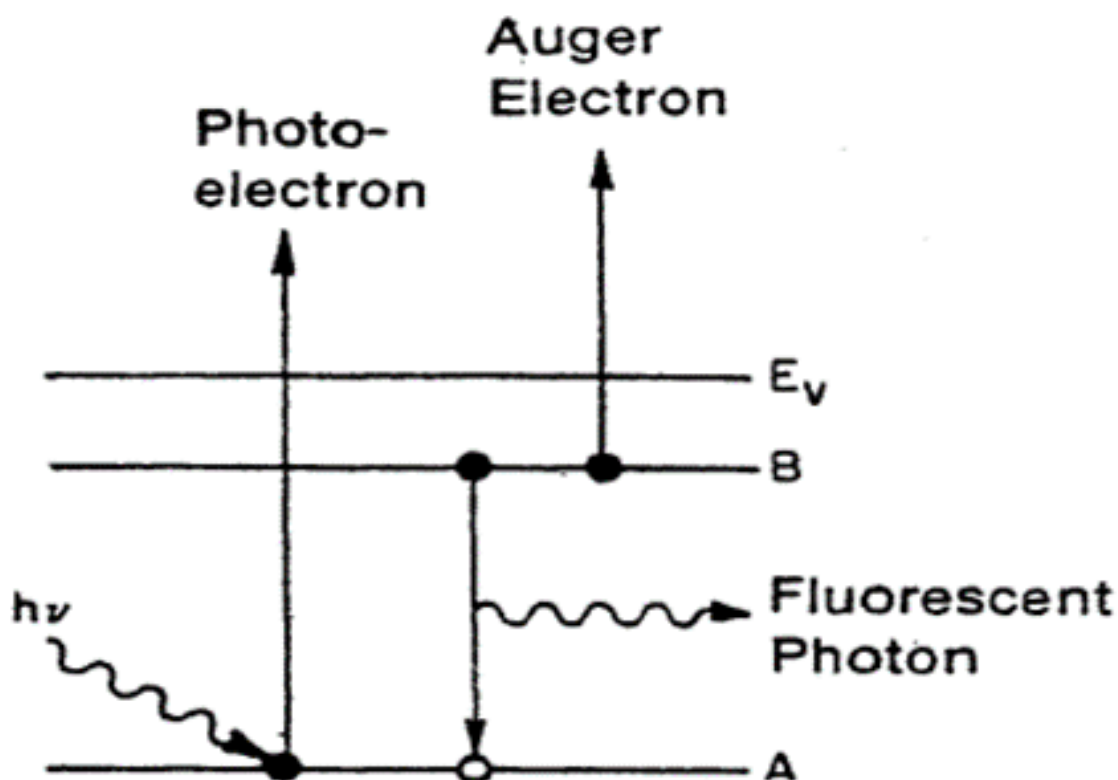 Auger
Electron
Photo-
electron
Ev
B
hν
Fluorescent
Photon
A